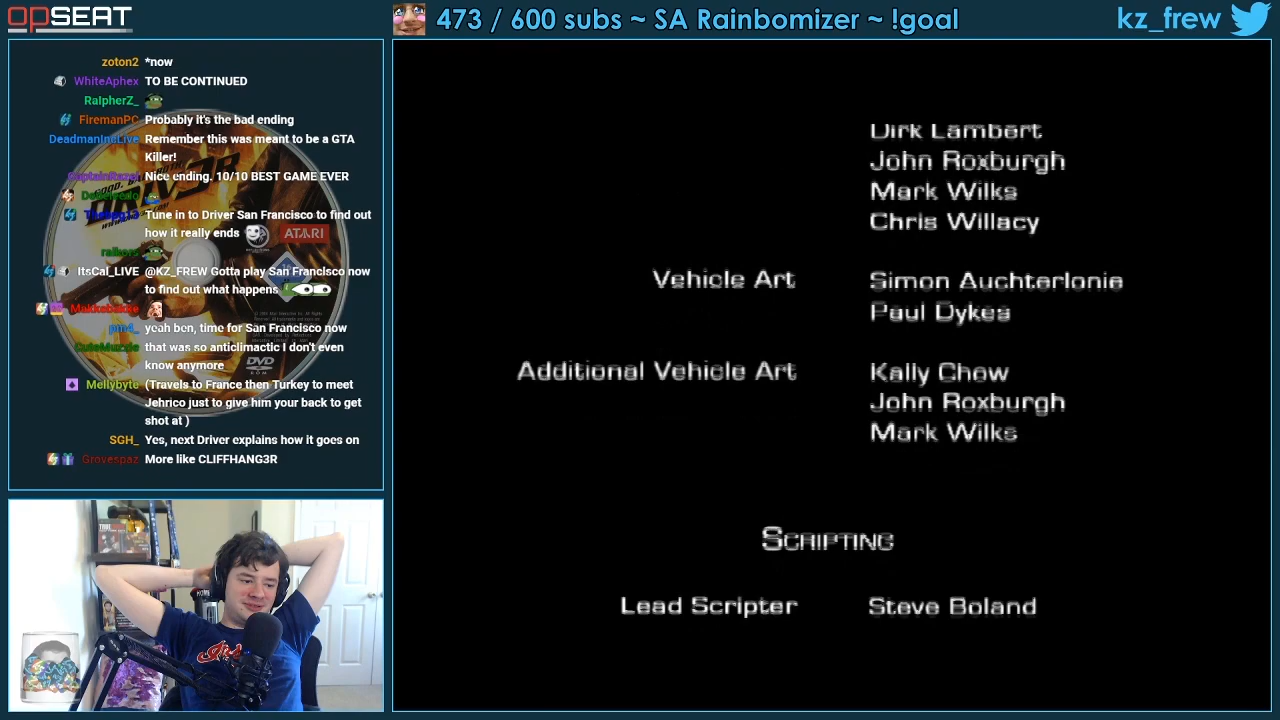 OPSEAT
473 / 600 subs ~ SA Rainbomizer ~ !goal
kz_frew
zoton2 *now
WhiteAphex TO BE CONTINUED
RalpherZ_
FiremanPC Probably it's the bad ending
DeadmanIncLive Remember this was meant to be a GTA
Killer!
Nice ending. 10/10 BEST GAME EVER
Tune in to Driver San Francisco to find out
how it really ends
ATARI
ItsCal_LIVE @KZ_FREW Gotta play San Francisco now
to find out what happens
pm4_ yeah ben, time for San Francisco now
CuteMuzzle that was so anticlimactic I don't even
know anymore
DVD
Mellybyte (Travels to France then Turkey to meet
Jehrico just to give him your back to get
shot at )
SGH_ Yes, next Driver explains how it goes on
Grovespaz More like CLIFFHANG3R
Dirk Lambert
John Roxburgh
Mark Wilks
Chris Willacy
Vehicle Art Simon Auchterlonie
Paul Dykes
Additional Vehicle Art Kally Chow
John Roxburgh
Mark Wilks
SCRIPTING
Lead Scripter Steve Boland